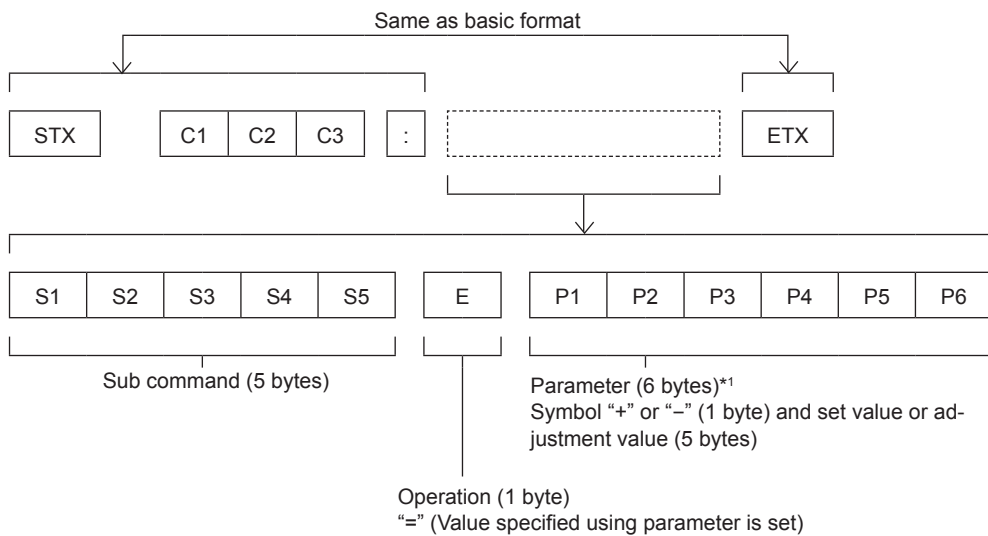 Same as basic format
STX C1 C2 C3 : ETX
S1 S2 S3 S4 S5 E P1 P2 P3 P4 P5 P6
Sub command (5 bytes)
Parameter (6 bytes)*1
Symbol “+” or “−” (1 byte) and set value or ad-
justment value (5 bytes)
Operation (1 byte)
“=” (Value specified using parameter is set)